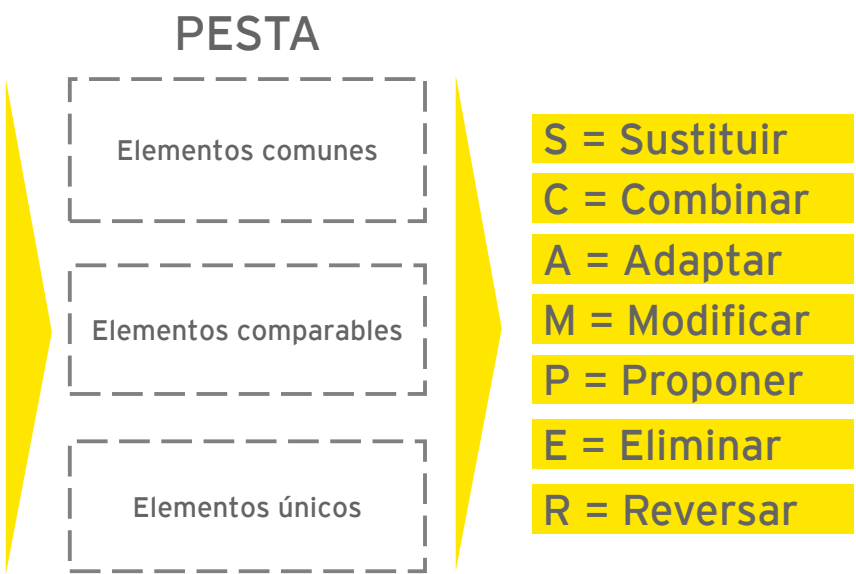 PESTA
Elementos comunes
Elementos comparables
Elementos únicos
S = Sustituir
C = Combinar
A = Adaptar
M = Modificar
P = Proponer
E = Eliminar
R = Reversar